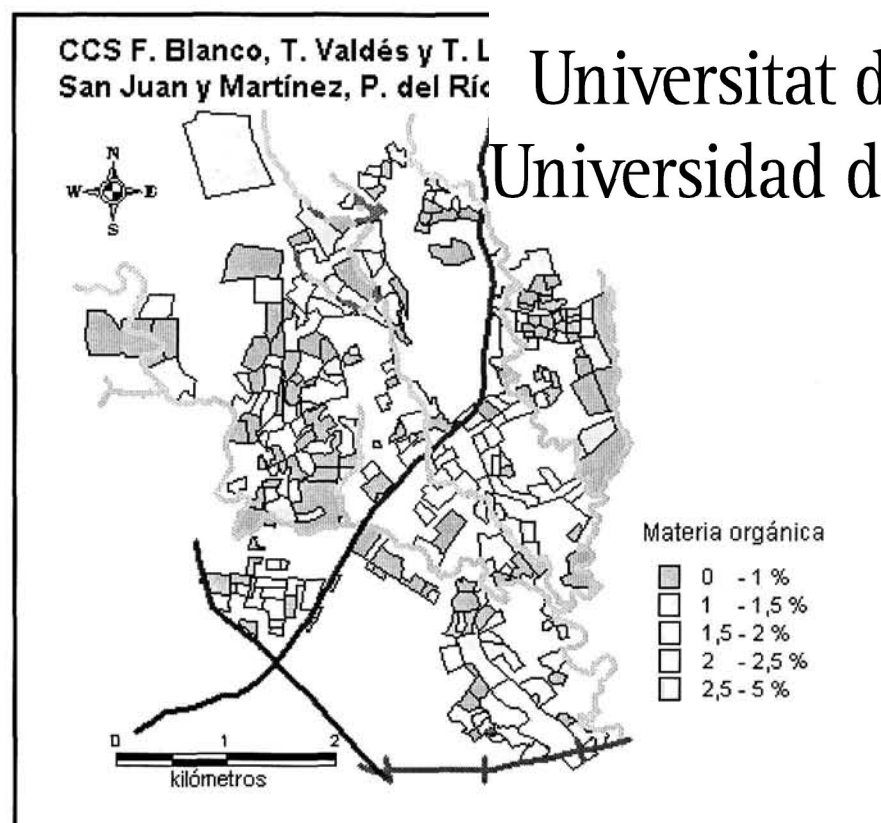 CCS F. Blanco, T. Valdés y T. L
San Juan y Martínez, P. del Río
Universitat d
Universidad d
N
W E
S
Materia orgánica
0 - 1 %
1 - 1,5 %
1,5 - 2 %
2 - 2,5 %
2,5 - 5 %
0 1 2
kilómetros